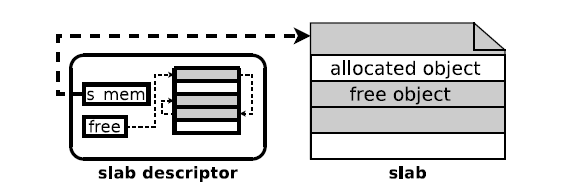 allocated object
s_mem
free object
free
slab descriptor
slab